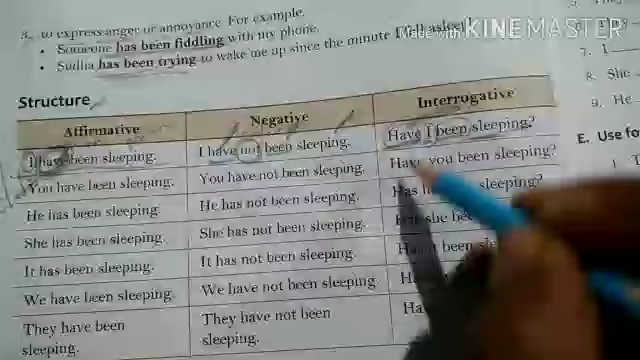 3. to express anger or annoyance. For example.
• Someone has been fiddling with my phone.
• Sudha has been trying to wake me up since the minute I fell asleep.
Made with KINEMASTER
Structure
Affirmative Negative Interrogative
I have been sleeping. I have not been sleeping. Have I been sleeping?
You have been sleeping. You have not been sleeping. Have you been sleeping?
He has been sleeping. He has not been sleeping. Has sleeping?
She has been sleeping. She has not been sleeping. she
It has been sleeping. It has not been sleeping. been
We have been sleeping. We have not been sleeping.
They have been They have not been
sleeping. sleeping.
7. I
8. She
9. He
E. Use fo
1.